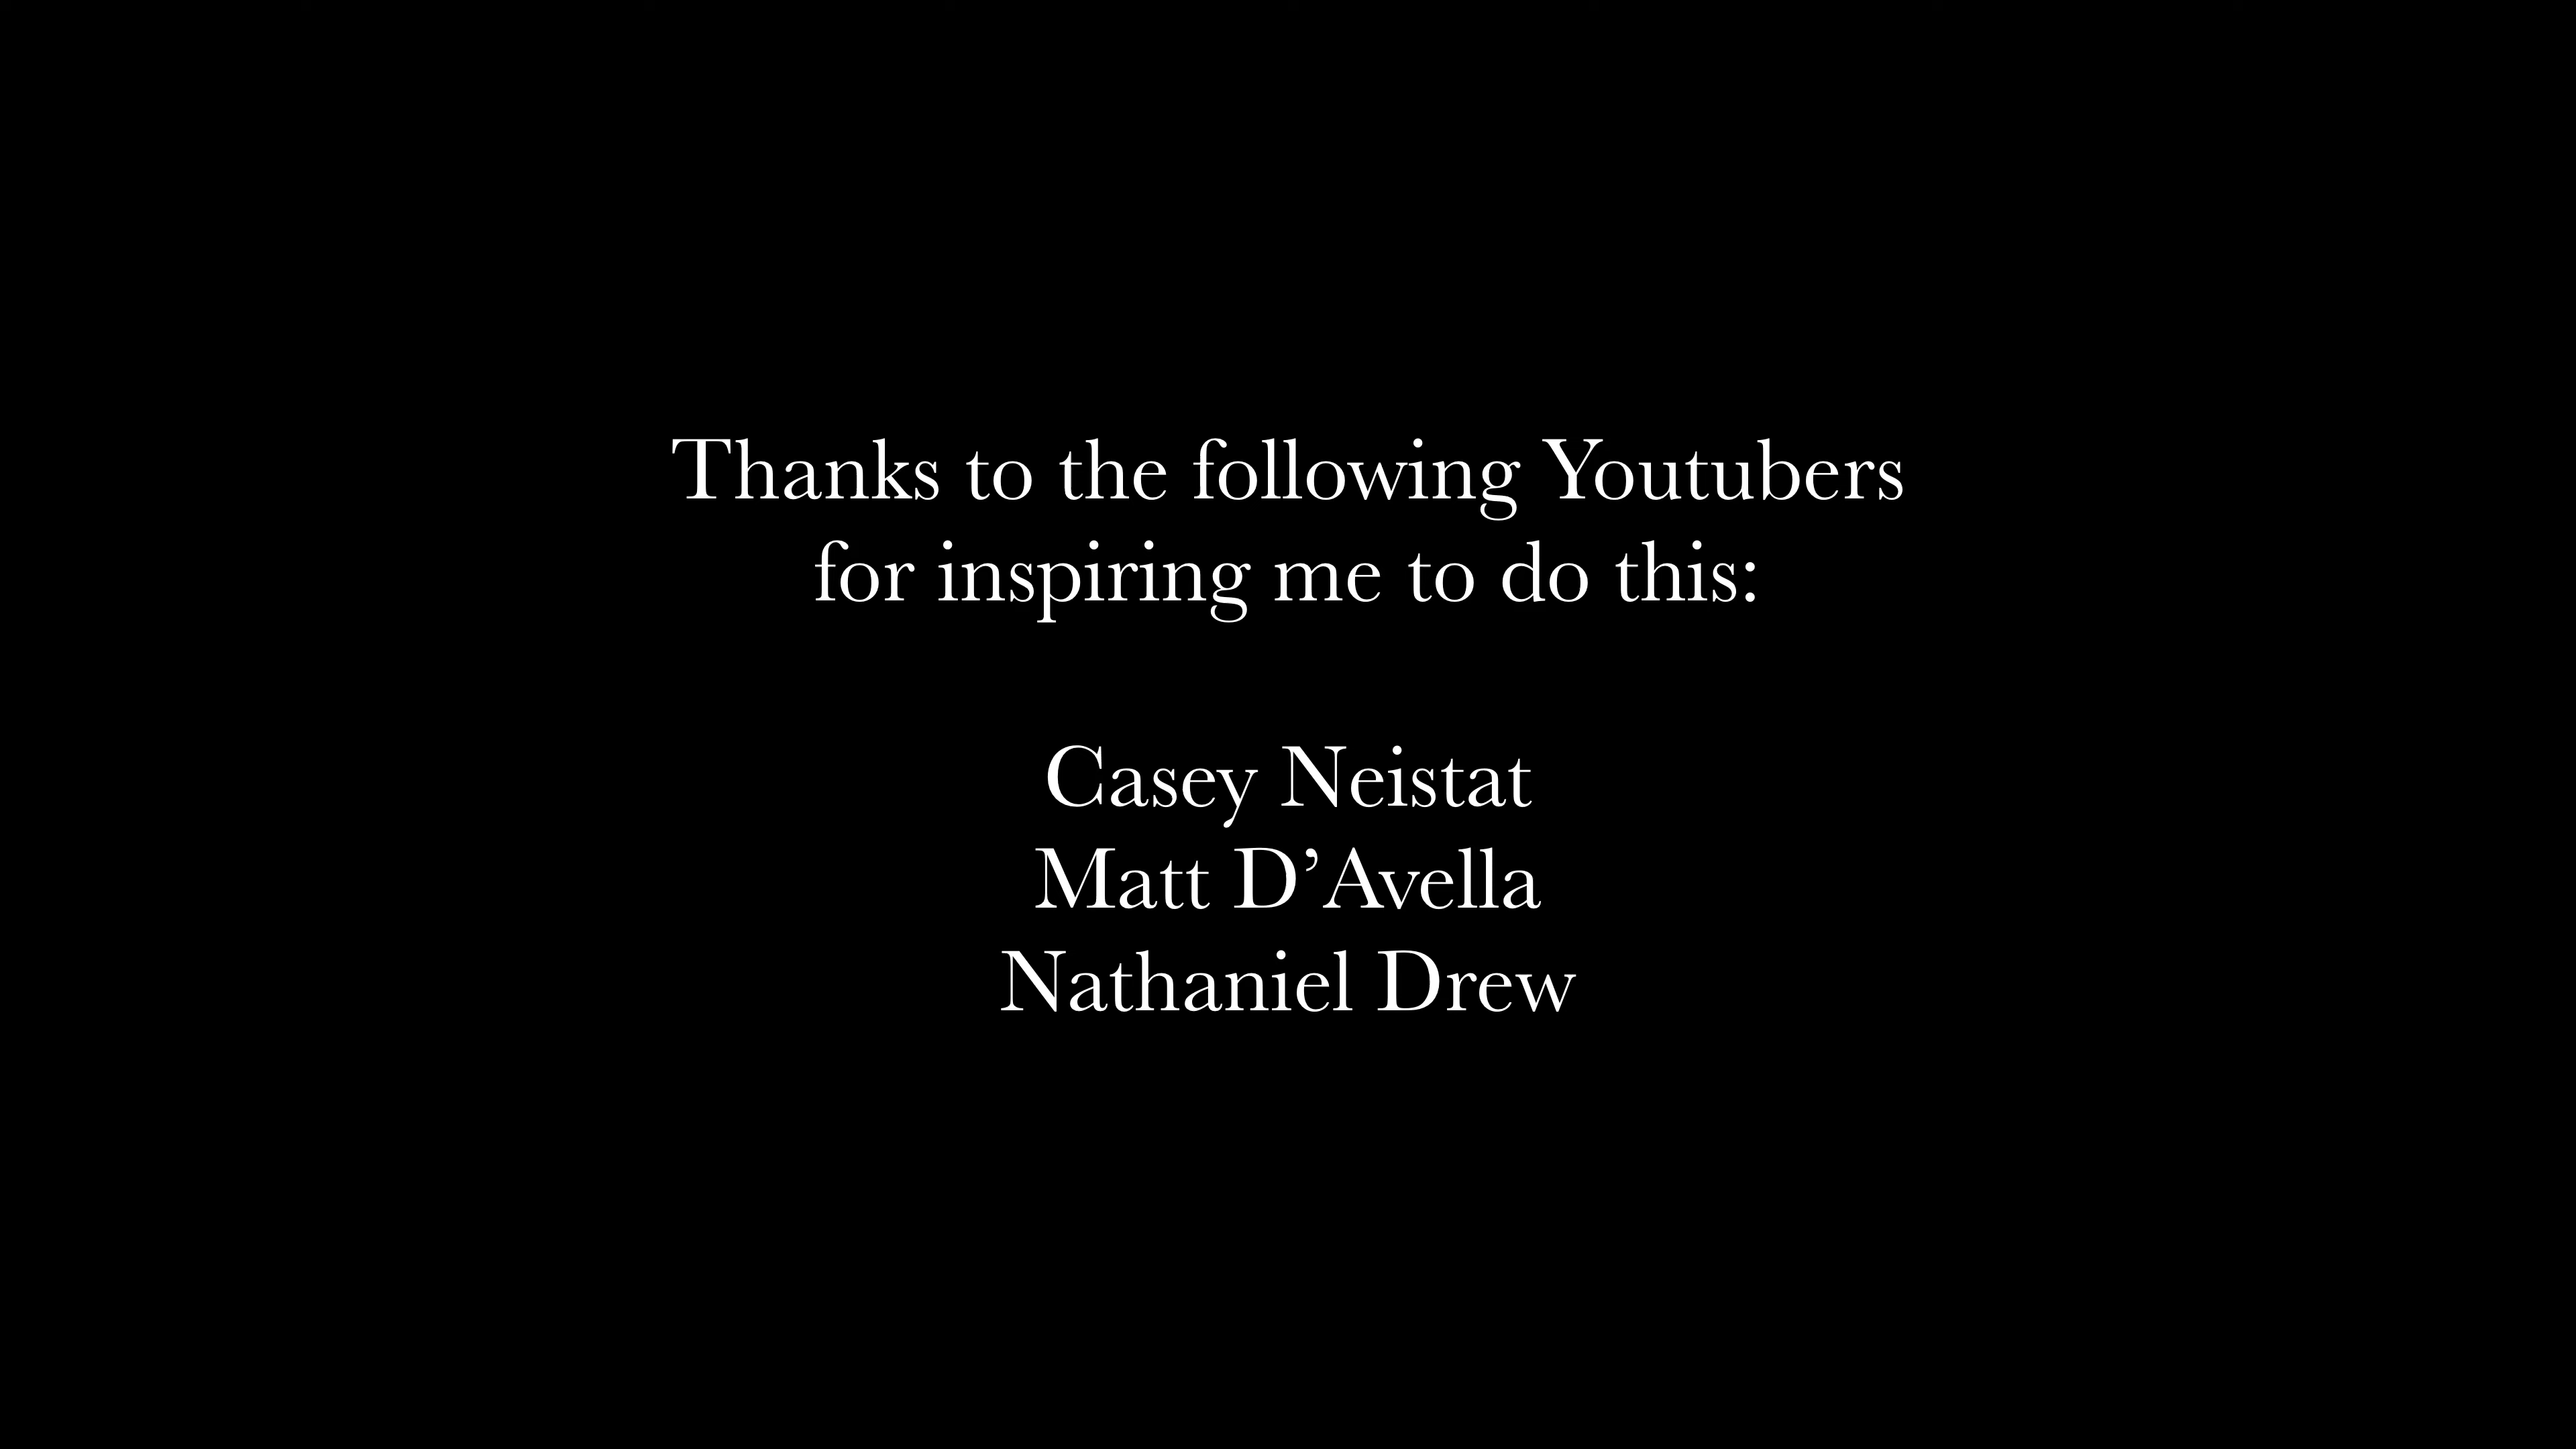 Thanks to the following Youtubers
for inspiring me to do this:
Casey Neistat
Matt D’Avella
Nathaniel Drew